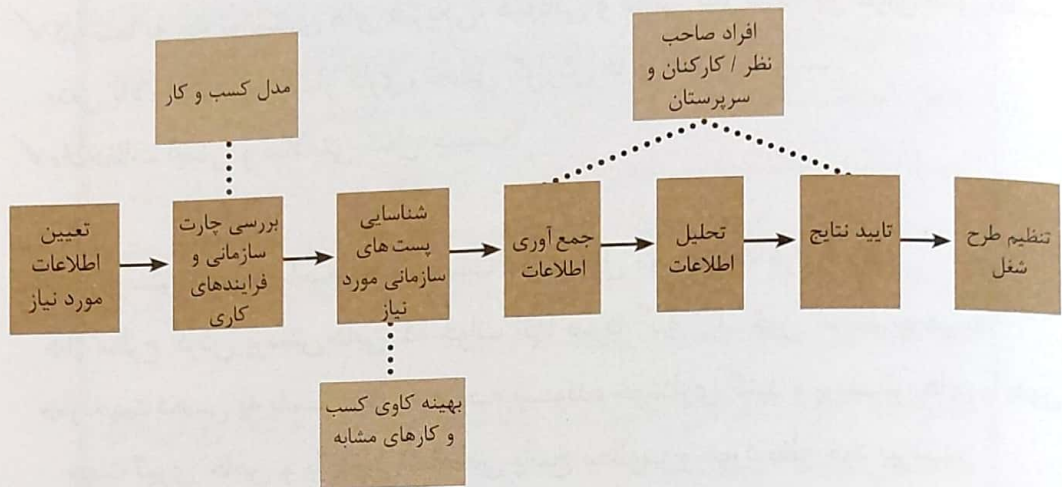 مدل کسب و کار
افراد صاحب
نظر / کارکنان و
سرپرستان
تعیین
اطلاعات
مورد نیاز
بررسی چارت
سازمانی و
فرایندهای
کاری
شناسایی
پست های
سازمانی مورد
نیاز
جمع آوری
اطلاعات
تحلیل
اطلاعات
تایید نتایج
تنظیم طرح
شغل
بهینه کاوی کسب
و کارهای مشابه